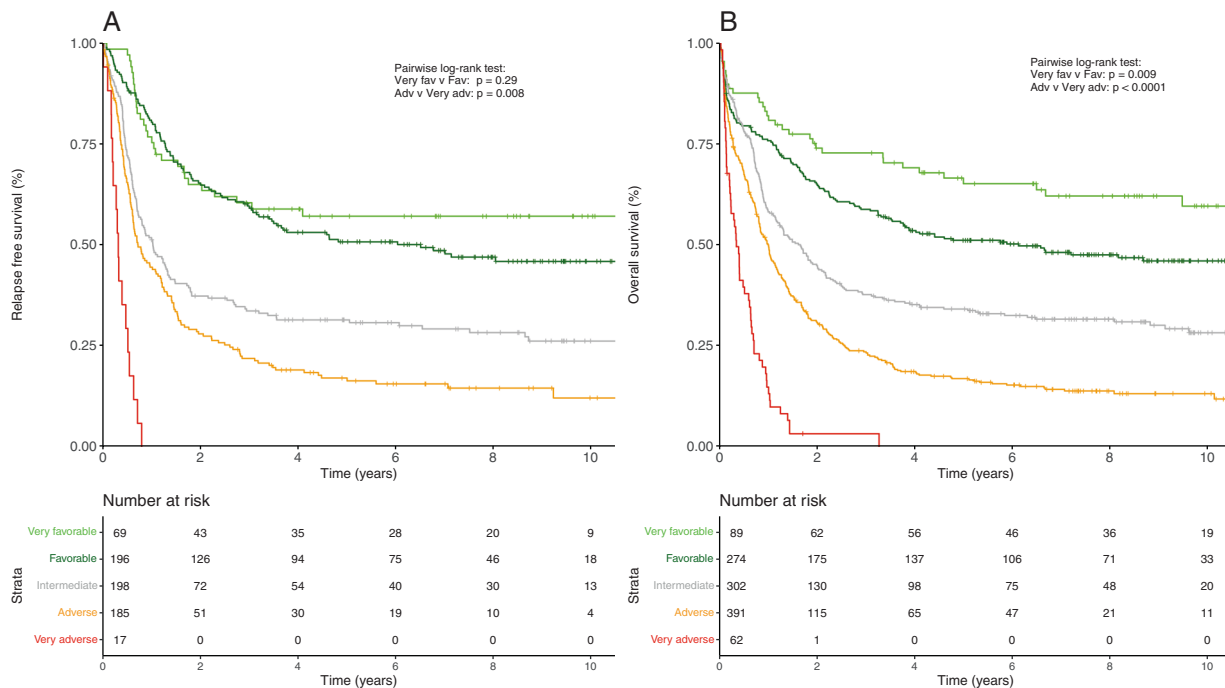 A
Pairwise log-rank test:
Very fav v Fav: p = 0.29
Adv v Very adv: p = 0.008
Relapse free survival (%)
1.00
0.75
0.50
0.25
0.00
0 2 4 6 8 10
Time (years)
Number at risk
Strata
Very favorable 69 43 35 28 20 9
Favorable 196 126 94 75 46 18
Intermediate 198 72 54 40 30 13
Adverse 185 51 30 19 10 4
Very adverse 17 0 0 0 0 0
0 2 4 6 8 10
Time (years)
B
Pairwise log-rank test:
Very fav v Fav: p = 0.009
Adv v Very adv: p < 0.0001
Overall survival (%)
1.00
0.75
0.50
0.25
0.00
0 2 4 6 8 10
Time (years)
Number at risk
Strata
Very favorable 89 62 56 46 36 19
Favorable 274 175 137 106 71 33
Intermediate 302 130 98 75 48 20
Adverse 391 115 65 47 21 11
Very adverse 62 1 0 0 0 0
0 2 4 6 8 10
Time (years)